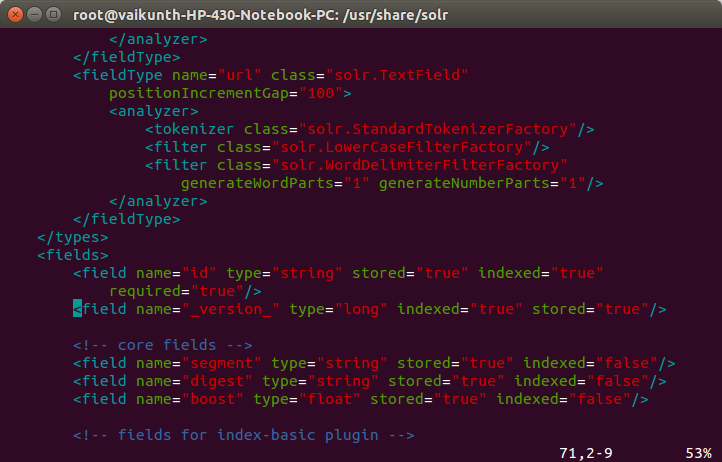 root@vaikunth-HP-430-Notebook-PC: /usr/share/solr
</analyzer>
</fieldType>
<fieldType name="url" class="solr.TextField"
positionIncrementGap="100">
<analyzer>
<tokenizer class="solr.StandardTokenizerFactory"/>
<filter class="solr.LowerCaseFilterFactory"/>
<filter class="solr.WordDelimiterFilterFactory"
generateWordParts="1" generateNumberParts="1"/>
</analyzer>
</fieldType>
</types>
<fields>
<field name="id" type="string" stored="true" indexed="true"
required="true"/>
<field name="_version_" type="long" indexed="true" stored="true"/>
<!-- core fields -->
<field name="segment" type="string" stored="true" indexed="false"/>
<field name="digest" type="string" stored="true" indexed="false"/>
<field name="boost" type="float" stored="true" indexed="false"/>
<!-- fields for index-basic plugin -->
71,2-9 53%